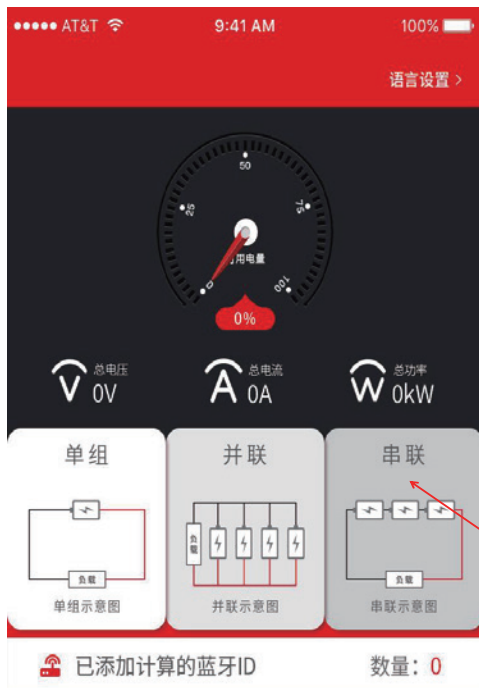 AT&T 9:41 AM 100%
语言设置 >
50
25 75
可用电量
0 100
0%
总电压 总电流 总功率
V 0V A 0A W 0kW
单组 并联 串联
负载
负载 负载
单组示意图 并联示意图 串联示意图
已添加计算的蓝牙ID 数量：0